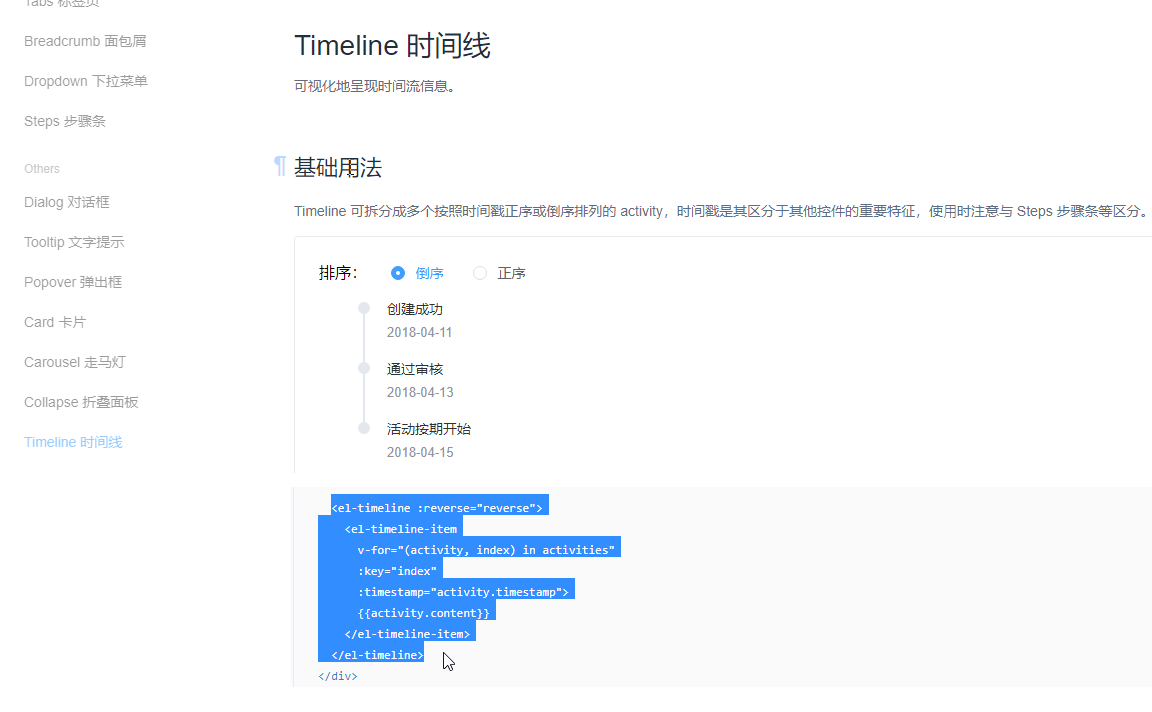 Tabs 标签页
Breadcrumb 面包屑
Dropdown 下拉菜单
Steps 步骤条
Others
Dialog 对话框
Tooltip 文字提示
Popover 弹出框
Card 卡片
Carousel 走马灯
Collapse 折叠面板
Timeline 时间线
Timeline 时间线
可视化地呈现时间流信息。
¶ 基础用法
Timeline 可拆分成多个按照时间戳正序或倒序排列的 activity，时间戳是其区分于其他控件的重要特征，使用时注意与 Steps 步骤条等区分。
排序： 倒序 正序
创建成功
2018-04-11
通过审核
2018-04-13
活动按期开始
2018-04-15
<el-timeline :reverse="reverse">
<el-timeline-item
v-for="(activity, index) in activities"
:key="index"
:timestamp="activity.timestamp">
{{activity.content}}
</el-timeline-item>
</el-timeline>
</div>